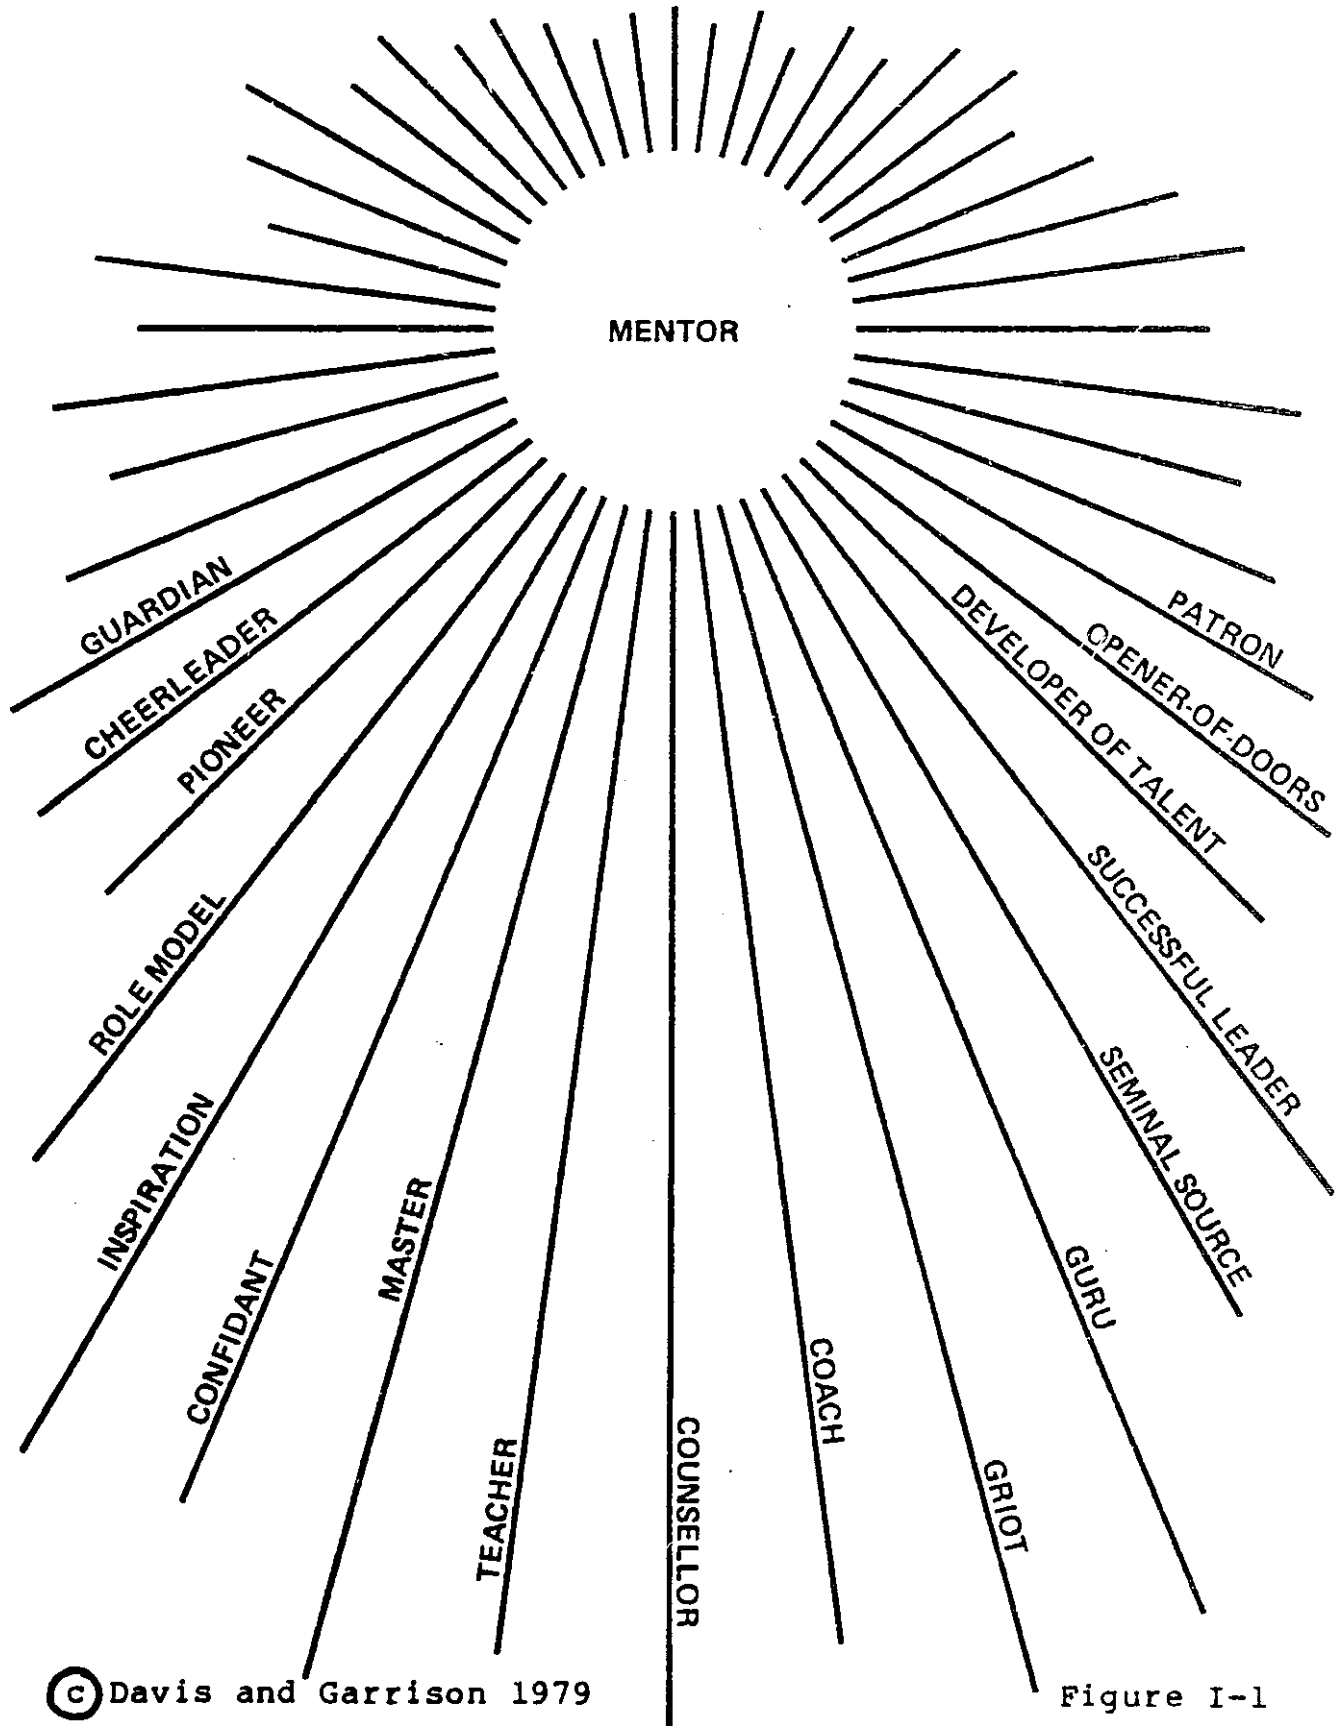 MENTOR
GUARDIAN
CHEERLEADER
PIONEER
ROLE MODEL
INSPIRATION
CONFIDANT
MASTER
TEACHER
COUNSELLOR
COACH
GRIOT
GURU
SEMINAL SOURCE
SUCCESSFUL LEADER
DEVELOPER OF TALENT
OPENER-OF-DOORS
PATRON
© Davis and Garrison 1979
Figure I-1